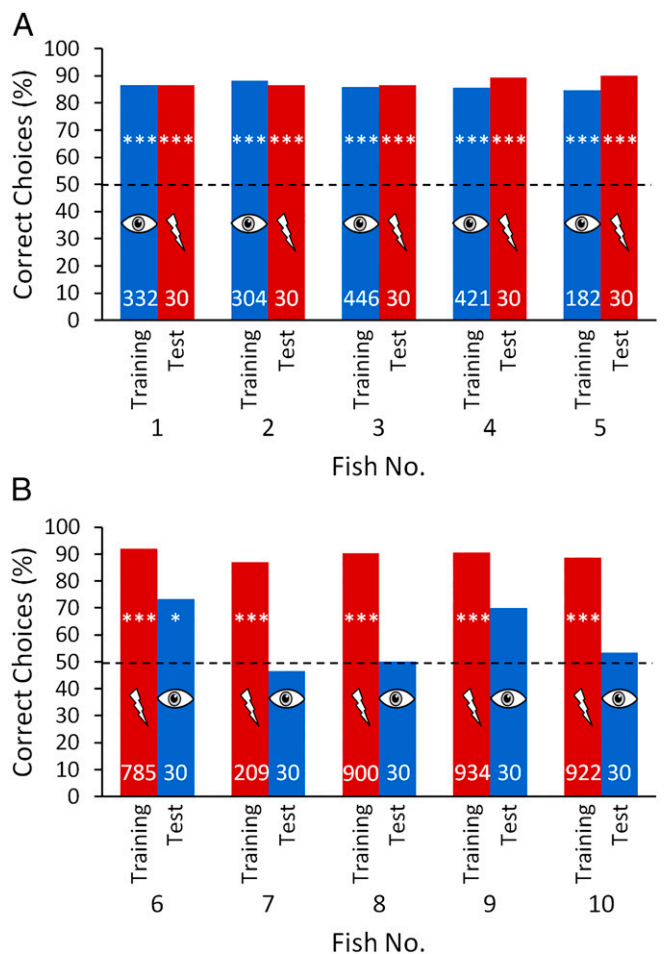 A
Correct Choices (%)
100
90
80
70
60
50
40
30
20
10
0
*** *** *** *** *** *** *** *** *** ***
332 30 304 30 446 30 421 30 182 30
Training Test Training Test Training Test Training Test Training Test
1 2 3 4 5
Fish No.
B
Correct Choices (%)
100
90
80
70
60
50
40
30
20
10
0
*** * *** *** *** ***
785 30 209 30 900 30 934 30 922 30
Training Test Training Test Training Test Training Test Training Test
6 7 8 9 10
Fish No.